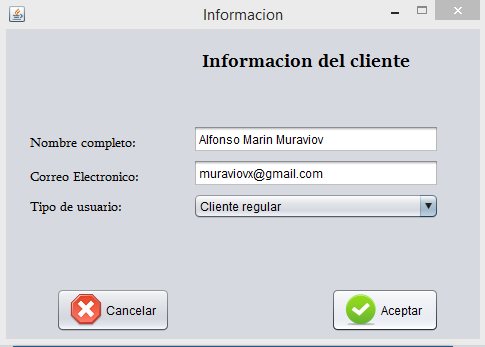 Informacion
Informacion del cliente
Nombre completo: Alfonso Marin Muraviov
Correo Electronico: muraviovx@gmail.com
Tipo de usuario: Cliente regular
Cancelar Aceptar